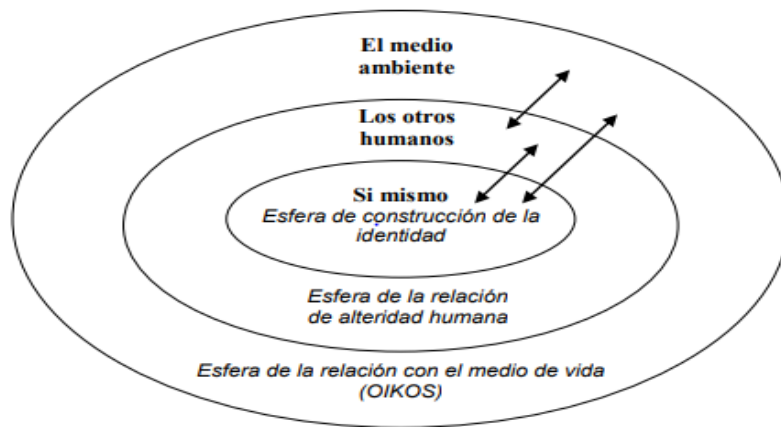 El medio
ambiente
Los otros
humanos
Si mismo
Esfera de construcción de la
identidad
Esfera de la relación
de alteridad humana
Esfera de la relación con el medio de vida
(OIKOS)